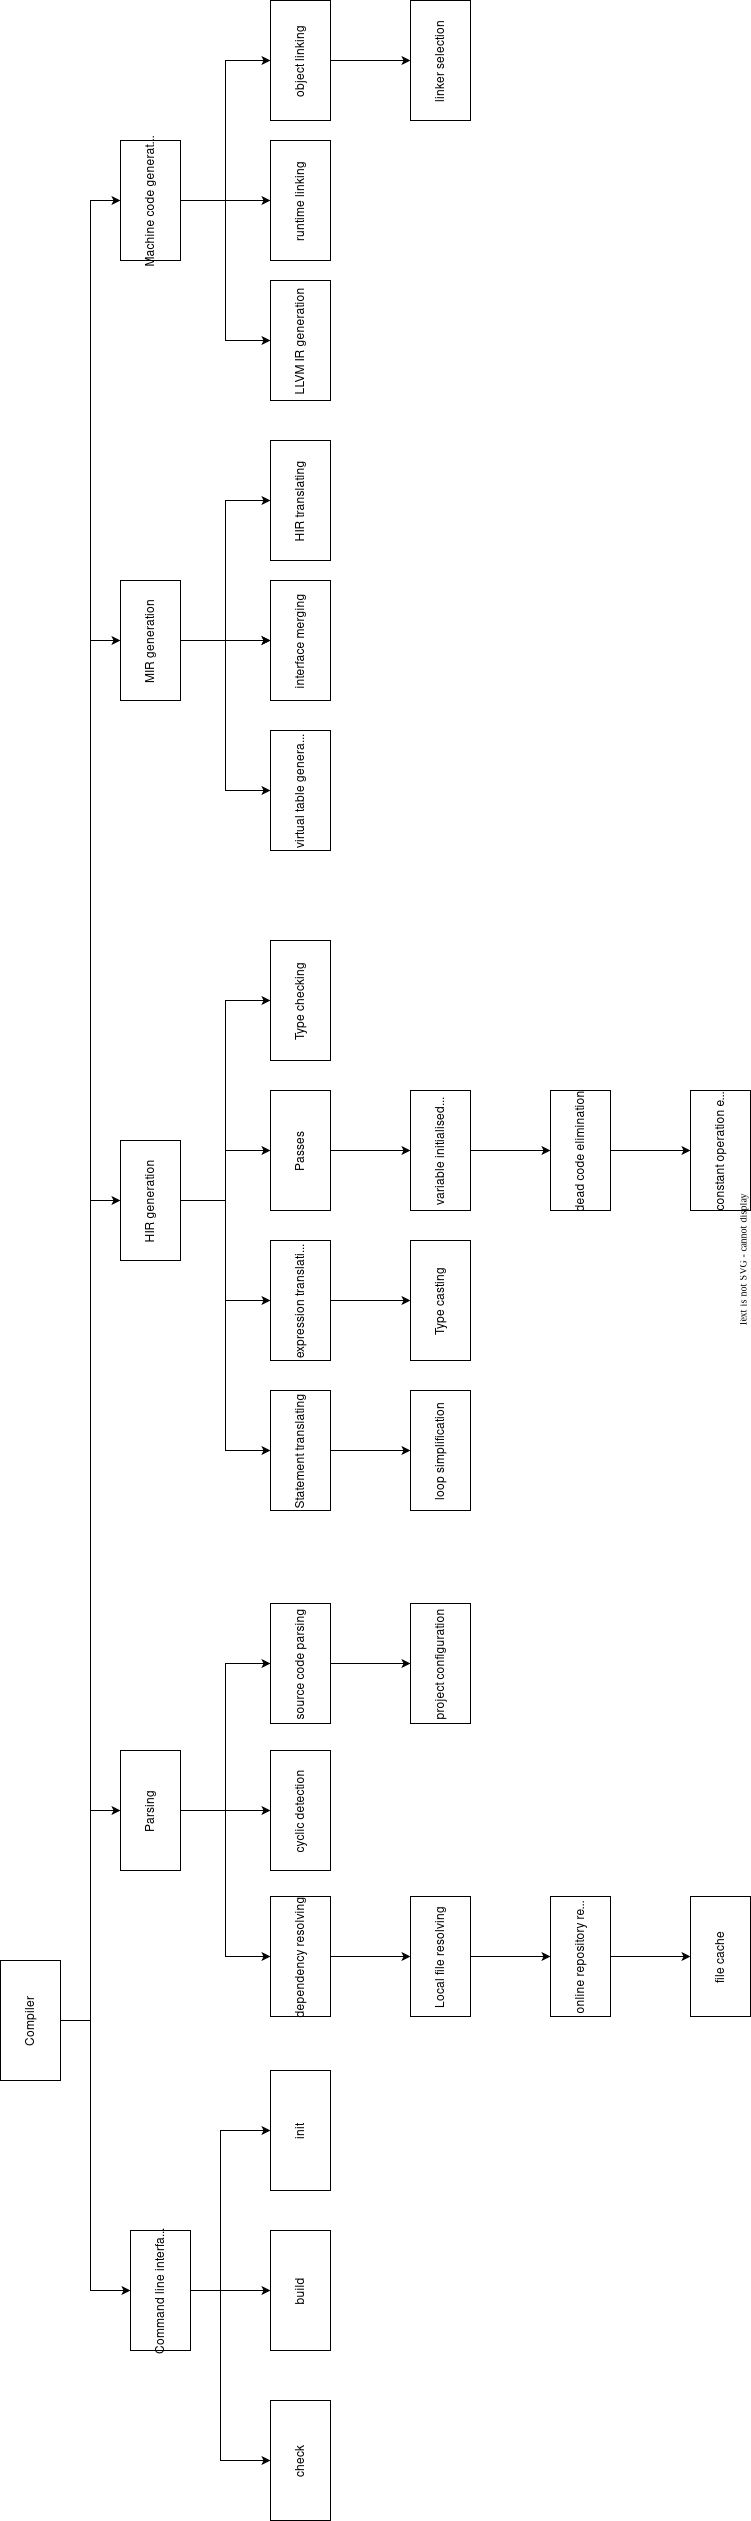 Compiler
Command line interfa...
Parsing
HIR generation
MIR generation
Machine code generat...
check
build
init
dependency resolving
cyclic detection
source code parsing
Statement translating
expression translati...
Passes
Type checking
virtual table genera...
interface merging
HIR translating
LLVM IR generation
runtime linking
object linking
Local file resolving
project configuration
loop simplification
Type casting
variable initialised...
linker selection
online repository re...
dead code elimination
file cache
constant operation e...
Text is not SVG - cannot display